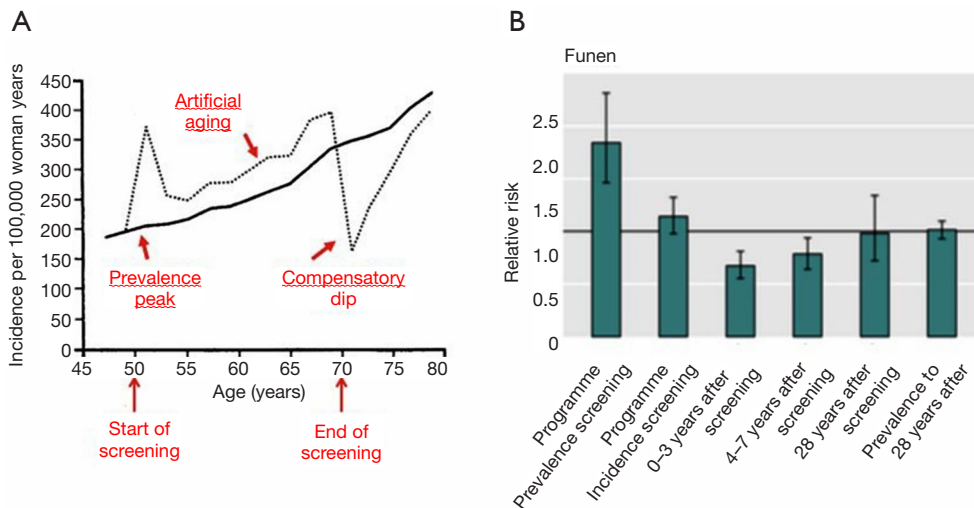 A
Incidence per 100,000 woman years
450
400
350
300
250
200
150
100
50
0
45
50
55
60
65
70
75
80
Age (years)
Artificial
aging
Prevalence
peak
Compensatory
dip
Start of
screening
End of
screening
B
Funen
Relative risk
2.5
2.0
1.5
1.0
0.5
0
Programme
Prevalence screening
Programme
Incidence screening
0–3 years after
screening
4–7 years after
screening
28 years after
screening
Prevalence to
28 years after